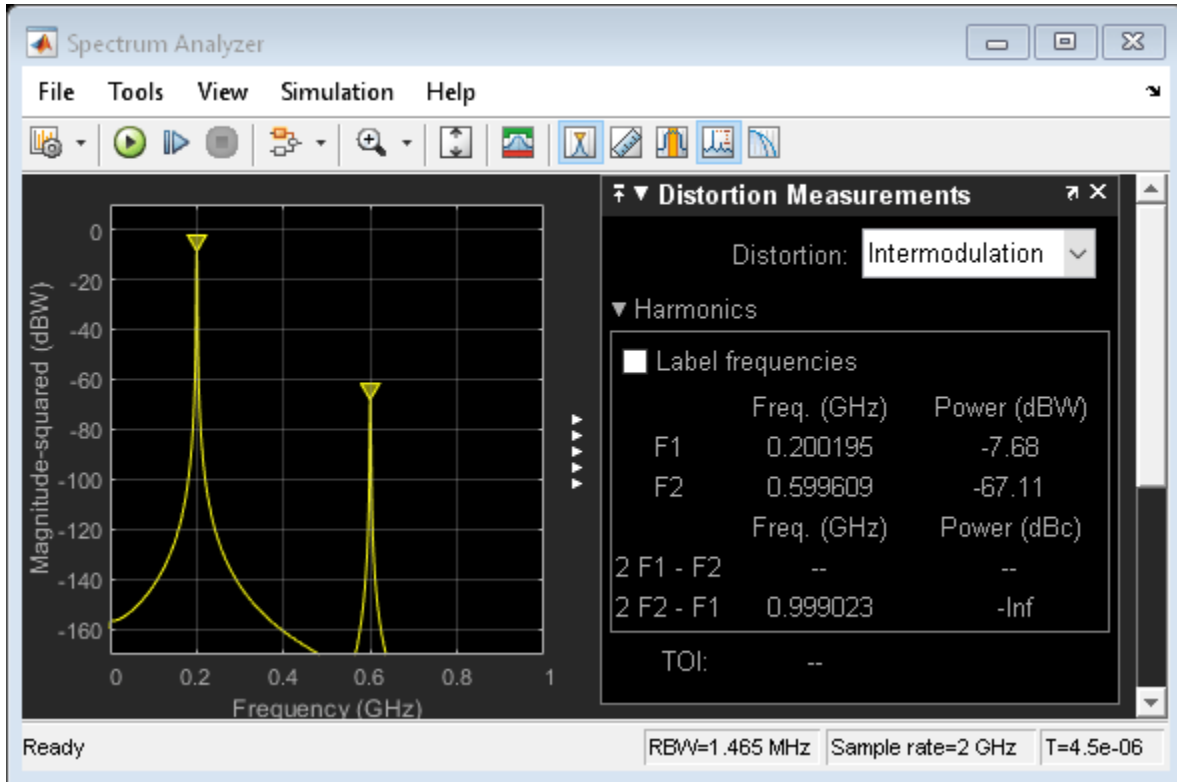 Spectrum Analyzer
File Tools View Simulation Help
Distortion Measurements
Distortion: Intermodulation
Harmonics
Label frequencies
Freq. (GHz) Power (dBW)
F1 0.200195 -7.68
F2 0.599609 -67.11
Freq. (GHz) Power (dBc)
2 F1 - F2 -- --
2 F2 - F1 0.999023 -Inf
TOI: --
Magnitude-squared (dBW)
0
-20
-40
-60
-80
-100
-120
-140
-160
0 0.2 0.4 0.6 0.8 1
Frequency (GHz)
Ready RBW=1.465 MHz Sample rate=2 GHz T=4.5e-06